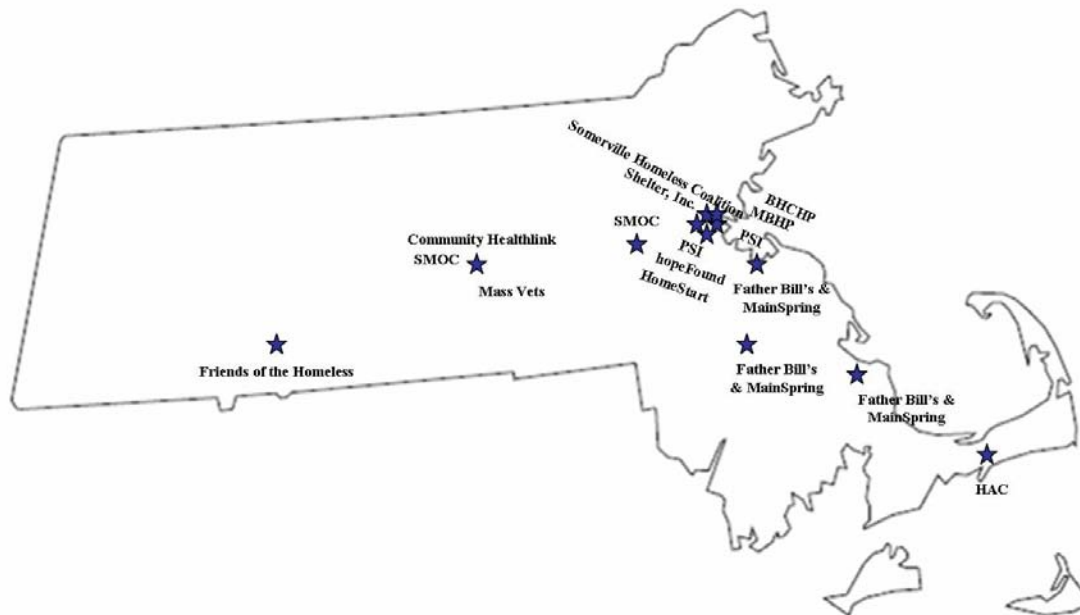 Somerville Homeless Coalition
Shelter, Inc.
BHCHP
MBHP
SMOC
PSI
PSI
hopeFound
HomeStart
Community Healthlink
SMOC
Mass Vets
Father Bill's &
MainSpring
Friends of the Homeless
Father Bill's
& MainSpring
Father Bill's &
MainSpring
HAC